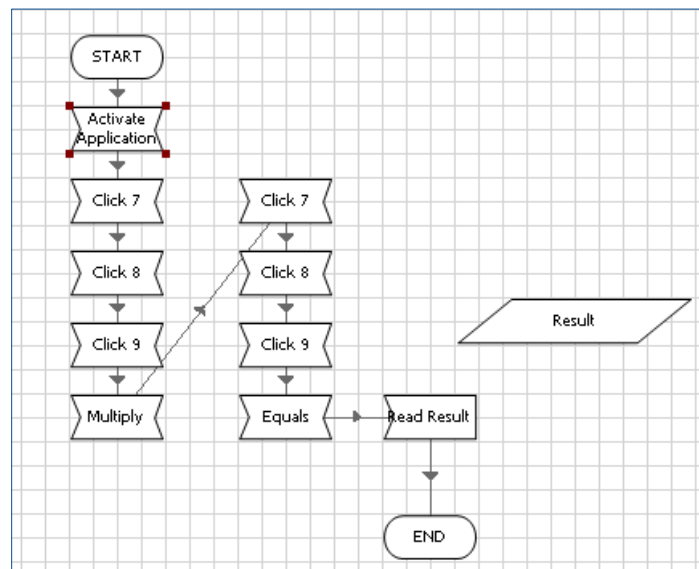 START
Activate
Application
Click 7
Click 8
Click 9
Multiply
Click 7
Click 8
Click 9
Equals
Read Result
END
Result